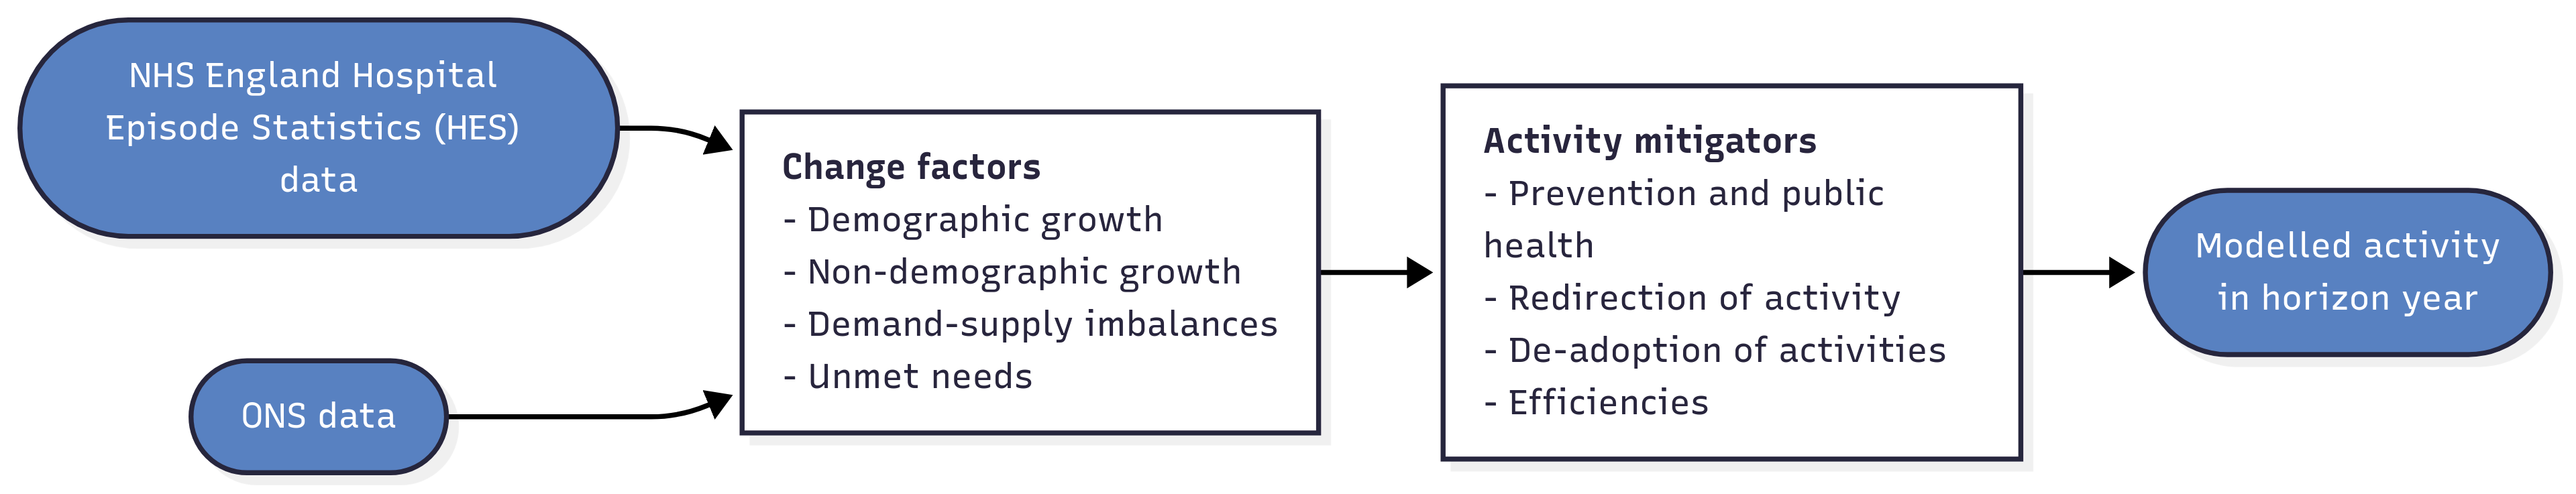 NHS England Hospital
Episode Statistics (HES)
data
ONS data
Change factors
- Demographic growth
- Non-demographic growth
- Demand-supply imbalances
- Unmet needs
Activity mitigators
- Prevention and public
health
- Redirection of activity
- De-adoption of activities
- Efficiencies
Modelled activity
in horizon year